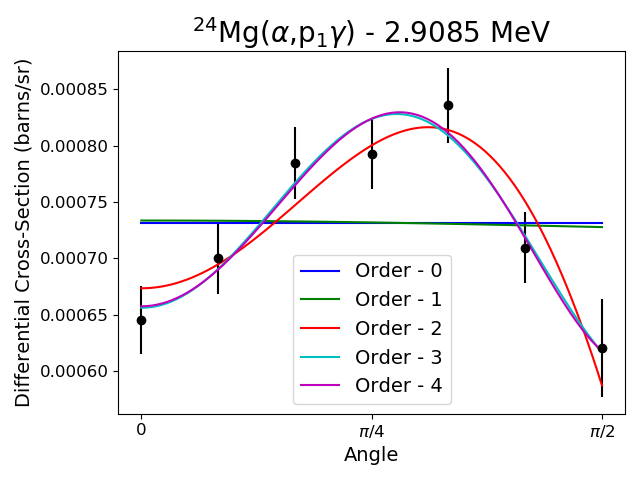 ²⁴Mg(α,p₁γ) - 2.9085 MeV
Differential Cross-Section (barns/sr)
0.00085
0.00080
0.00075
0.00070
0.00065
0.00060
Order - 0
Order - 1
Order - 2
Order - 3
Order - 4
0
π/4
π/2
Angle